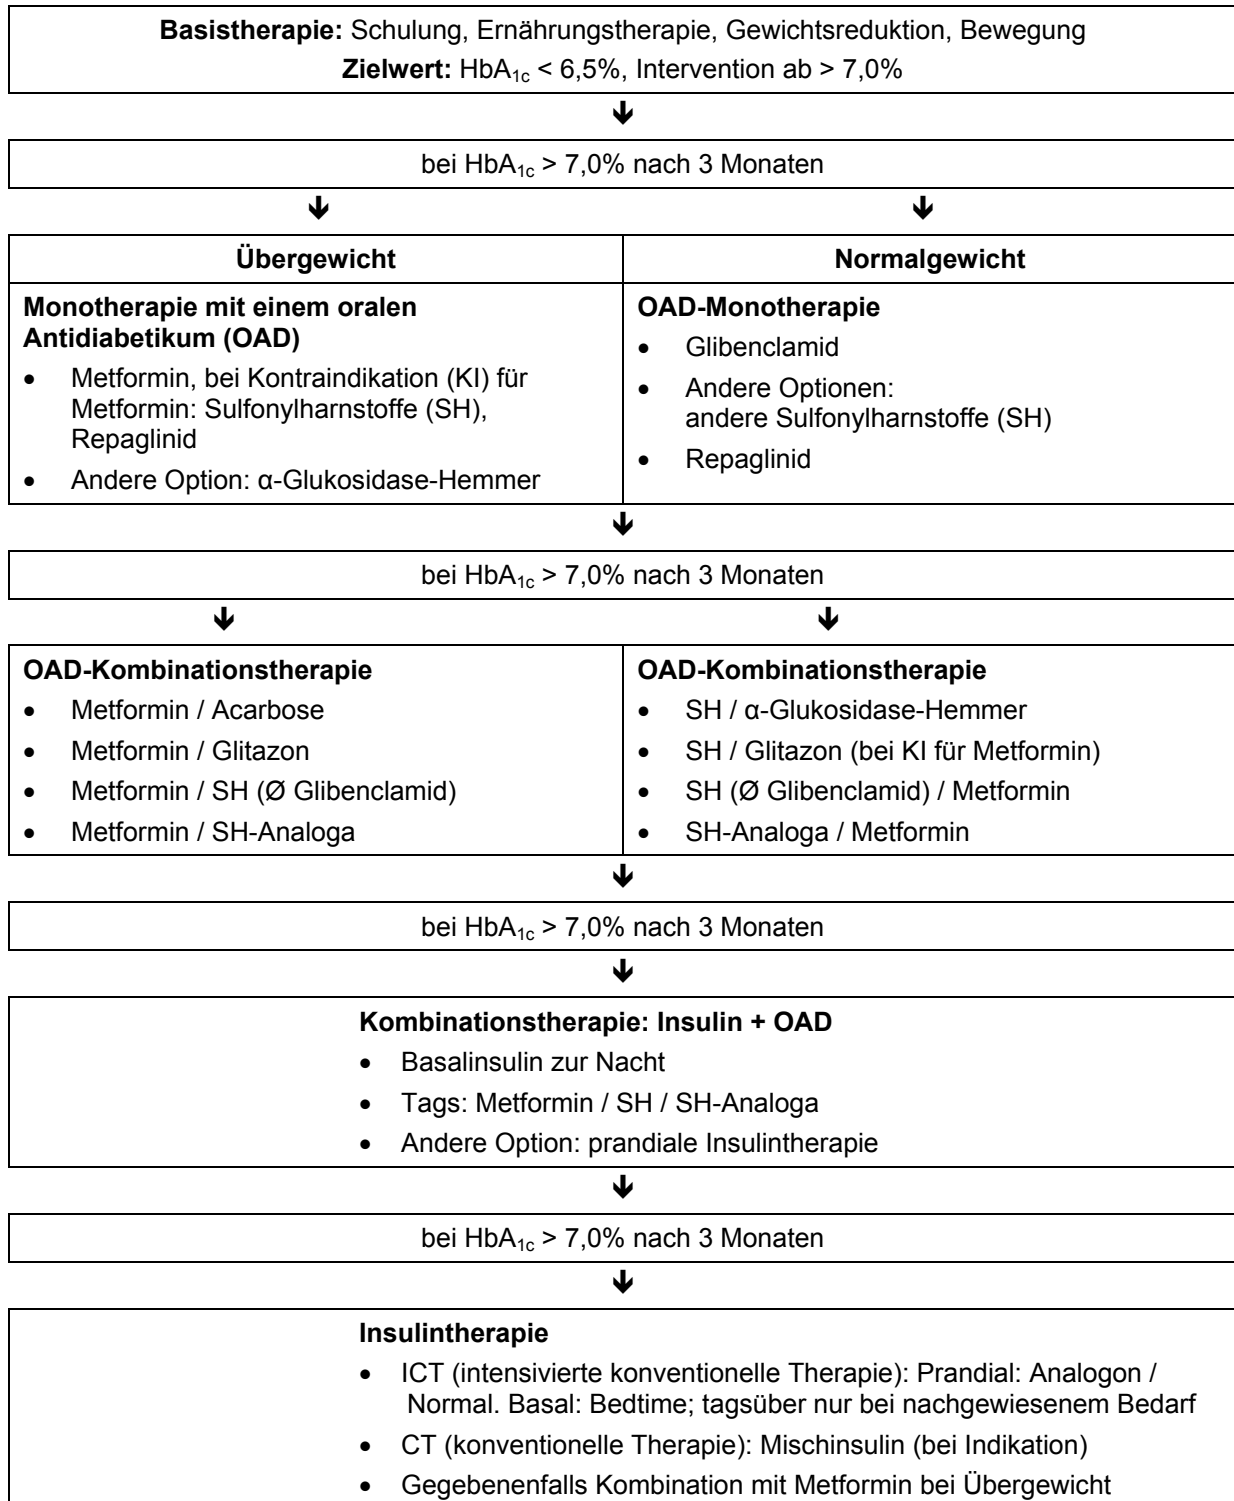 Basistherapie: Schulung, Ernährungstherapie, Gewichtsreduktion, Bewegung
Zielwert: HbA1c < 6,5%, Intervention ab > 7,0%
bei HbA1c > 7,0% nach 3 Monaten
Übergewicht
Monotherapie mit einem oralen
Antidiabetikum (OAD)
• Metformin, bei Kontraindikation (KI) für
Metformin: Sulfonylharnstoffe (SH),
Repaglinid
• Andere Option: α-Glukosidase-Hemmer
Normalgewicht
OAD-Monotherapie
• Glibenclamid
• Andere Optionen:
andere Sulfonylharnstoffe (SH)
• Repaglinid
bei HbA1c > 7,0% nach 3 Monaten
OAD-Kombinationstherapie
• Metformin / Acarbose
• Metformin / Glitazon
• Metformin / SH (Ø Glibenclamid)
• Metformin / SH-Analoga
OAD-Kombinationstherapie
• SH / α-Glukosidase-Hemmer
• SH / Glitazon (bei KI für Metformin)
• SH (Ø Glibenclamid) / Metformin
• SH-Analoga / Metformin
bei HbA1c > 7,0% nach 3 Monaten
Kombinationstherapie: Insulin + OAD
• Basalinsulin zur Nacht
• Tags: Metformin / SH / SH-Analoga
• Andere Option: prandiale Insulintherapie
bei HbA1c > 7,0% nach 3 Monaten
Insulintherapie
• ICT (intensivierte konventionelle Therapie): Prandial: Analogon /
Normal. Basal: Bedtime; tagsüber nur bei nachgewiesenem Bedarf
• CT (konventionelle Therapie): Mischinsulin (bei Indikation)
• Gegebenenfalls Kombination mit Metformin bei Übergewicht